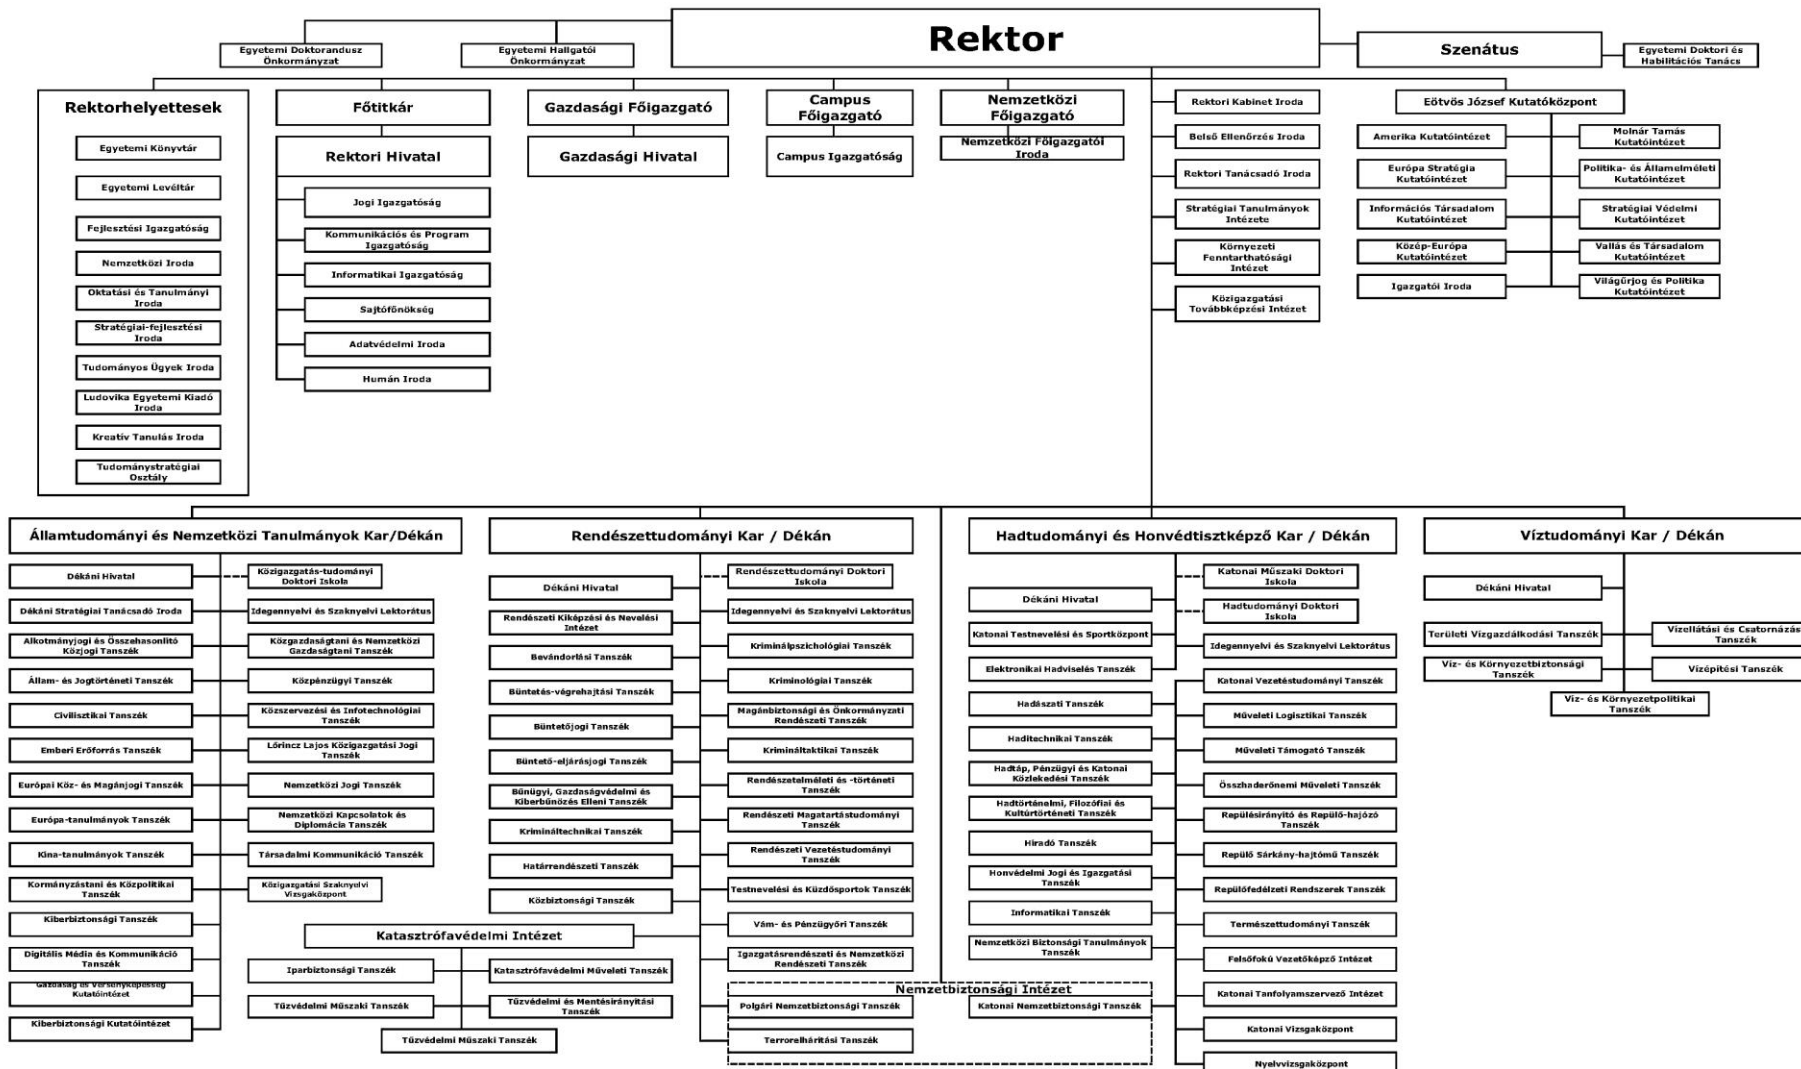 Rektor
Egyetemi Doktorandusz
Önkormányzat
Egyetemi Hallgatói
Önkormányzat
Szenátus
Egyetemi Doktori és
Habilitációs Tanács
Rektorhelyettesek
Egyetemi Könyvtár
Egyetemi Levéltár
Fejlesztési Igazgatóság
Nemzetközi Iroda
Oktatási és Tanulmányi
Iroda
Stratégiai-fejlesztési
Iroda
Tudományos Ügyek Iroda
Ludovika Egyetemi Kiadó
Iroda
Kreatív Tanulás Iroda
Tudománystratégiai
Osztály
Főtitkár
Rektori Hivatal
Jogi Igazgatóság
Kommunikációs és Program
Igazgatóság
Informatikai Igazgatóság
Sajtófőnökség
Adatvédelmi Iroda
Humán Iroda
Gazdasági Főigazgató
Gazdasági Hivatal
Campus
Főigazgató
Campus Igazgatóság
Nemzetközi
Főigazgató
Nemzetközi Főigazgatói
Iroda
Rektori Kabinet Iroda
Belső Ellenőrzés Iroda
Rektori Tanácsadó Iroda
Stratégiai Tanulmányok
Intézete
Környezeti
Fenntarthatósági
Intézet
Közigazgatási
Továbbképzési Intézet
Eötvös József Kutatóközpont
Amerika Kutatóintézet
Európa Stratégia
Kutatóintézet
Információs Társadalom
Kutatóintézet
Közép-Európa
Kutatóintézet
Igazgatói Iroda
Molnár Tamás
Kutatóintézet
Politika- és Államelméleti
Kutatóintézet
Stratégiai Védelmi
Kutatóintézet
Vallás és Társadalom
Kutatóintézet
Világűrjog és Politika
Kutatóintézet
Államtudományi és Nemzetközi Tanulmányok Kar/Dékán
Dékáni Hivatal
Dékáni Stratégiai Tanácsadó Iroda
Alkotmányjogi és Összehasonlító
Közjogi Tanszék
Állam- és Jogtörténeti Tanszék
Civilisztikai Tanszék
Emberi Erőforrás Tanszék
Európai Köz- és Magánjogi Tanszék
Európa-tanulmányok Tanszék
Kína-tanulmányok Tanszék
Kormányzástani és Közpolitikai
Tanszék
Kiberbiztonsági Tanszék
Digitális Média és Kommunikáció
Tanszék
Gazdaság és Versenyképesség
Kutatóintézet
Kiberbiztonsági Kutatóintézet
Közigazgatás-tudományi
Doktori Iskola
Idegennyelvi és Szaknyelvi Lektorátus
Közgazdaságtani és Nemzetközi
Gazdaságtani Tanszék
Közpénzügyi Tanszék
Közszervezési és Infotechnológiai
Tanszék
Lőrincz Lajos Közigazgatási Jogi
Tanszék
Nemzetközi Jogi Tanszék
Nemzetközi Kapcsolatok és
Diplomácia Tanszék
Társadalmi Kommunikáció Tanszék
Közigazgatási Szaknyelvi
Vizsgaközpont
Rendészettudományi Kar / Dékán
Dékáni Hivatal
Rendészeti Kiképzési és Nevelési
Intézet
Bevándorlási Tanszék
Büntetés-végrehajtási Tanszék
Büntetőjogi Tanszék
Büntető-eljárásjogi Tanszék
Bűnügyi, Gazdaságvédelmi és
Kiberbűnözés Elleni Tanszék
Krimináltechnikai Tanszék
Határrendészeti Tanszék
Közbiztonsági Tanszék
Rendészettudományi Doktori
Iskola
Idegennyelvi és Szaknyelvi Lektorátus
Kriminálpszichológiai Tanszék
Kriminológiai Tanszék
Magánbiztonsági és Önkormányzati
Rendészeti Tanszék
Krimináltaktikai Tanszék
Rendészetelméleti és -történeti
Tanszék
Rendészeti Magatartástudományi
Tanszék
Rendészeti Vezetéstudományi
Tanszék
Testnevelési és Küzdősportok Tanszék
Vám- és Pénzügyőri Tanszék
Igazgatásrendészeti és Nemzetközi
Rendészeti Tanszék
Katasztrófavédelmi Intézet
Iparbiztonsági Tanszék
Katasztrófavédelmi Műveleti Tanszék
Tűzvédelmi Műszaki Tanszék
Tűzvédelmi és Mentésirányítási
Tanszék
Tűzvédelmi Műszaki Tanszék
Nemzetbiztonsági Intézet
Polgári Nemzetbiztonsági Tanszék
Terrorelhárítási Tanszék
Katonai Nemzetbiztonsági Tanszék
Hadtudományi és Honvédtisztképző Kar / Dékán
Dékáni Hivatal
Katonai Testnevelési és Sportközpont
Elektronikai Hadviselés Tanszék
Hadászati Tanszék
Haditechnikai Tanszék
Hadtáp, Pénzügyi és Katonai
Közlekedési Tanszék
Hadtörténelmi, Filozófiai és
Kultúrtörténeti Tanszék
Híradó Tanszék
Honvédelmi Jogi és Igazgatási
Tanszék
Informatikai Tanszék
Nemzetközi Biztonsági Tanulmányok
Tanszék
Katonai Műszaki Doktori
Iskola
Hadtudományi Doktori
Iskola
Idegennyelvi és Szaknyelvi Lektorátus
Katonai Vezetéstudományi Tanszék
Műveleti Logisztikai Tanszék
Műveleti Támogató Tanszék
Összhaderőnemi Műveleti Tanszék
Repülésirányító és Repülő-hajózó
Tanszék
Repülő Sárkány-hajtómű Tanszék
Repülőfedélzeti Rendszerek Tanszék
Természettudományi Tanszék
Felsőfokú Vezetőképző Intézet
Katonai Tanfolyamszervező Intézet
Katonai Vizsgaközpont
Nyelvvizsgaközpont
Víztudományi Kar / Dékán
Dékáni Hivatal
Területi Vízgazdálkodási Tanszék
Vízellátási és Csatornázási
Tanszék
Víz- és Környezetbiztonsági
Tanszék
Vízépítési Tanszék
Víz- és Környezetpolitikai
Tanszék